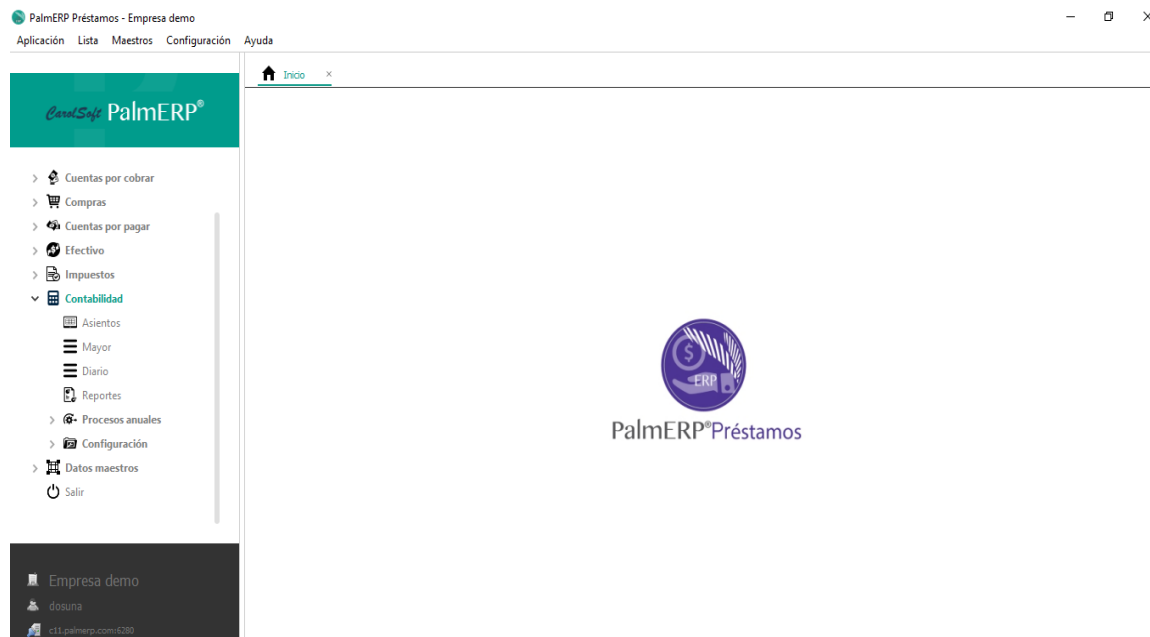 PalmERP Préstamos - Empresa demo
Aplicación Lista Maestros Configuración Ayuda
Inicio ×
CarolSoft PalmERP®
Cuentas por cobrar
Compras
Cuentas por pagar
Efectivo
Impuestos
Contabilidad
Asientos
Mayor
Diario
Reportes
Procesos anuales
Configuración
Datos maestros
Salir
$
ERP
PalmERP®Préstamos
Empresa demo
dosuna
c11.palmerp.com:6280